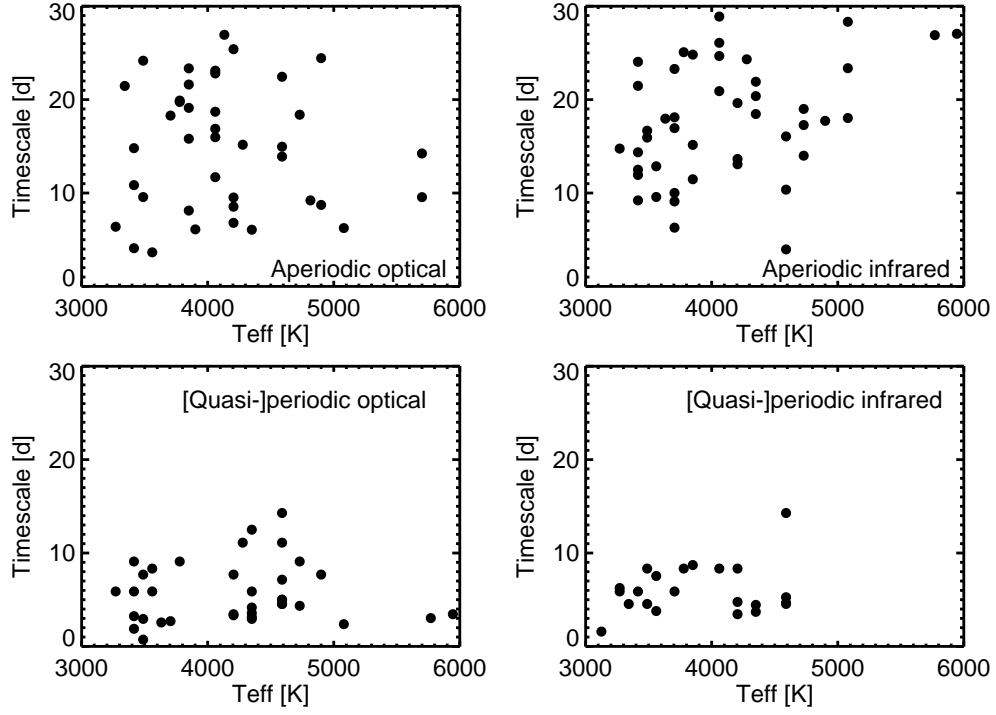 30
20
10
0
Timescale [d]
Aperiodic optical
3000 4000 5000 6000
Teff [K]
30
20
10
0
Timescale [d]
Aperiodic infrared
3000 4000 5000 6000
Teff [K]
30
20
10
0
Timescale [d]
[Quasi-]periodic optical
3000 4000 5000 6000
Teff [K]
30
20
10
0
Timescale [d]
[Quasi-]periodic infrared
3000 4000 5000 6000
Teff [K]